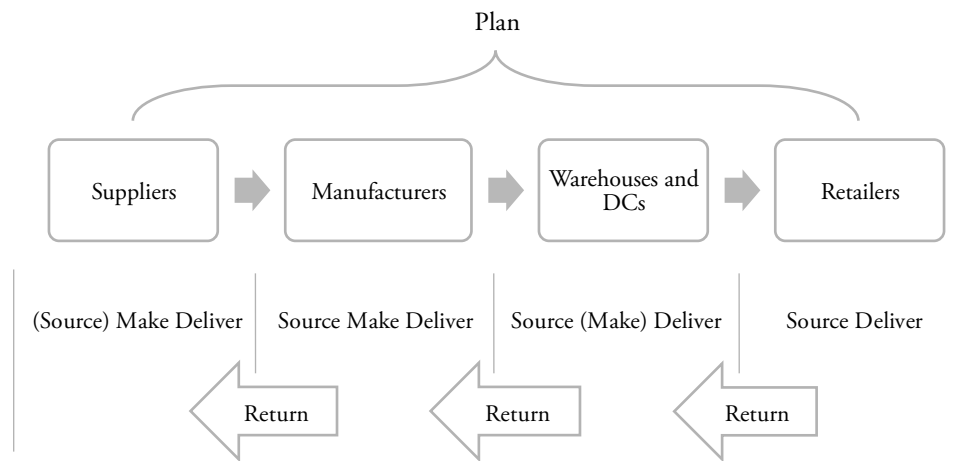 Plan
Suppliers
Manufacturers
Warehouses and
DCs
Retailers
(Source) Make Deliver
Source Make Deliver
Source (Make) Deliver
Source Deliver
Return
Return
Return